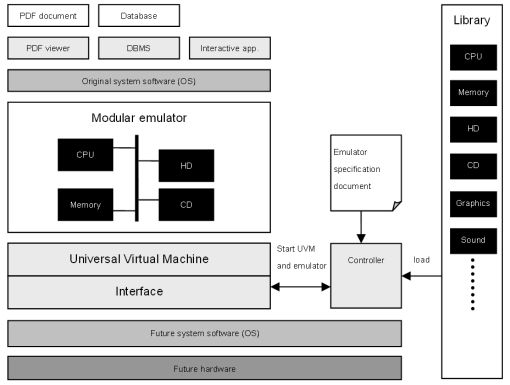 PDF document
Database
PDF viewer
DBMS
Interactive app.
Original system software (OS)
Modular emulator
CPU
HD
Memory
CD
Universal Virtual Machine
Interface
Start UVM
and emulator
Emulator
specification
document
Controller
load
Future system software (OS)
Future hardware
Library
CPU
Memory
HD
CD
Graphics
Sound